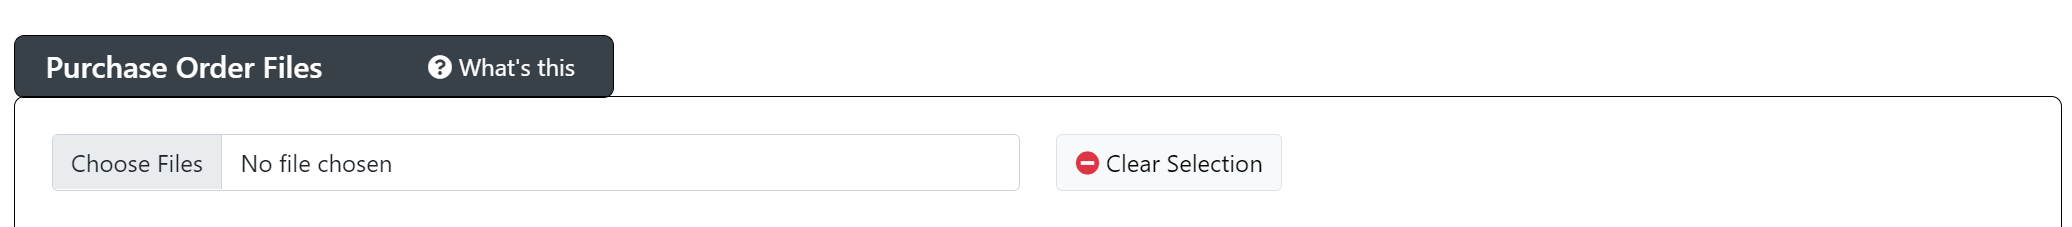 Purchase Order Files What's this
Choose Files No file chosen Clear Selection